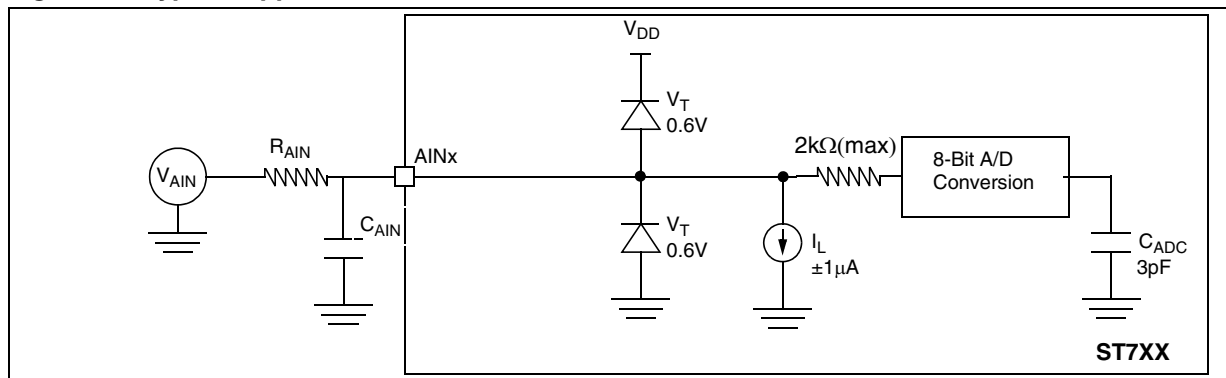 V_DD
V_T
0.6V
R_AIN
AINx
2kΩ(max)
8-Bit A/D
Conversion
V_AIN
C_AIN
V_T
0.6V
I_L
±1μA
C_ADC
3pF
ST7XX